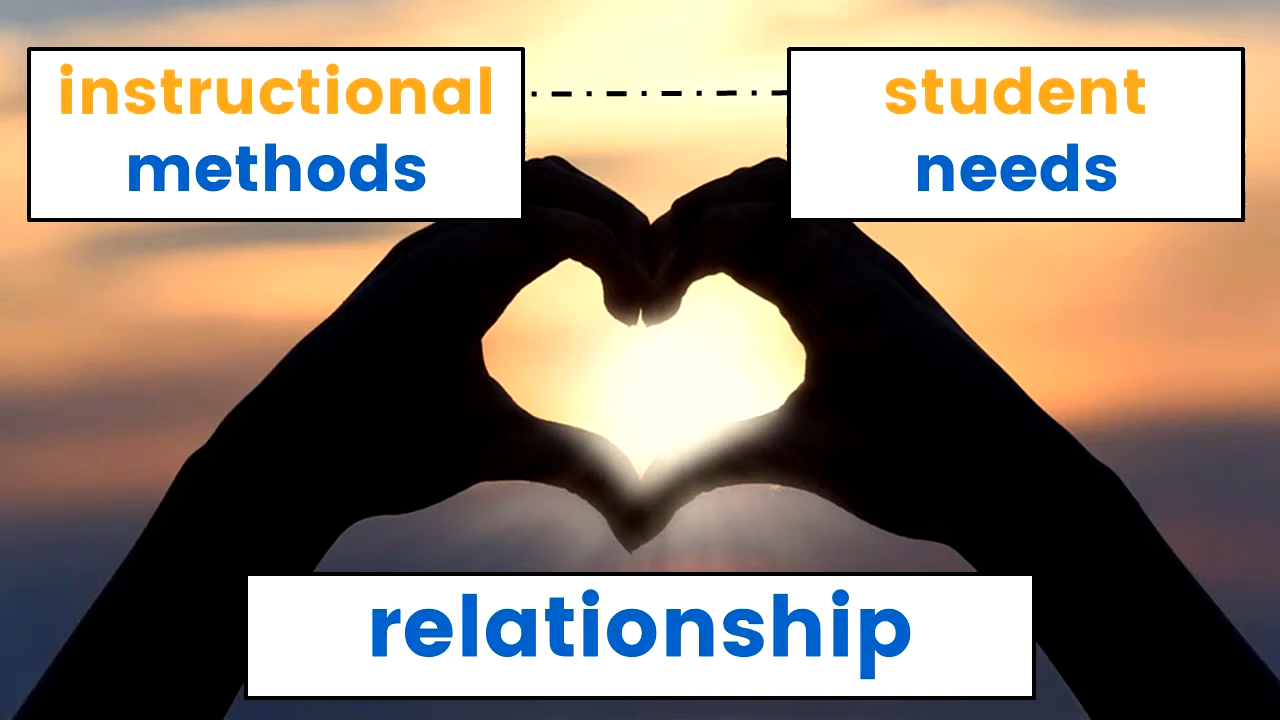 instructional
methods
student
needs
relationship